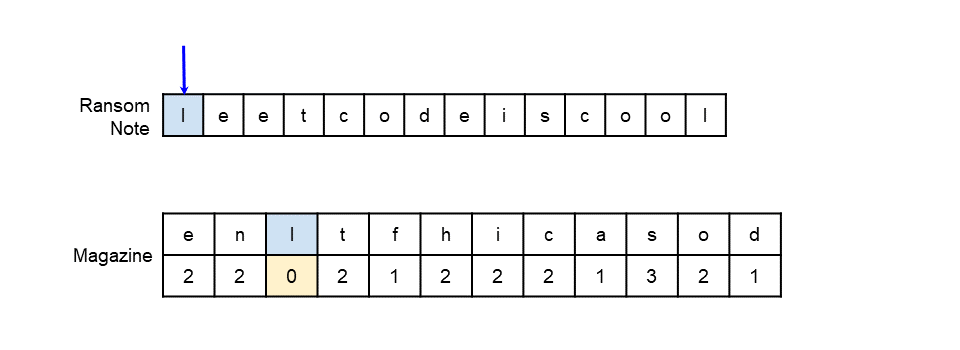 Ransom
Note
l e e t c o d e i s c o o l
Magazine
e n l t f h i c a s o d
2 2 0 2 1 2 2 2 1 3 2 1